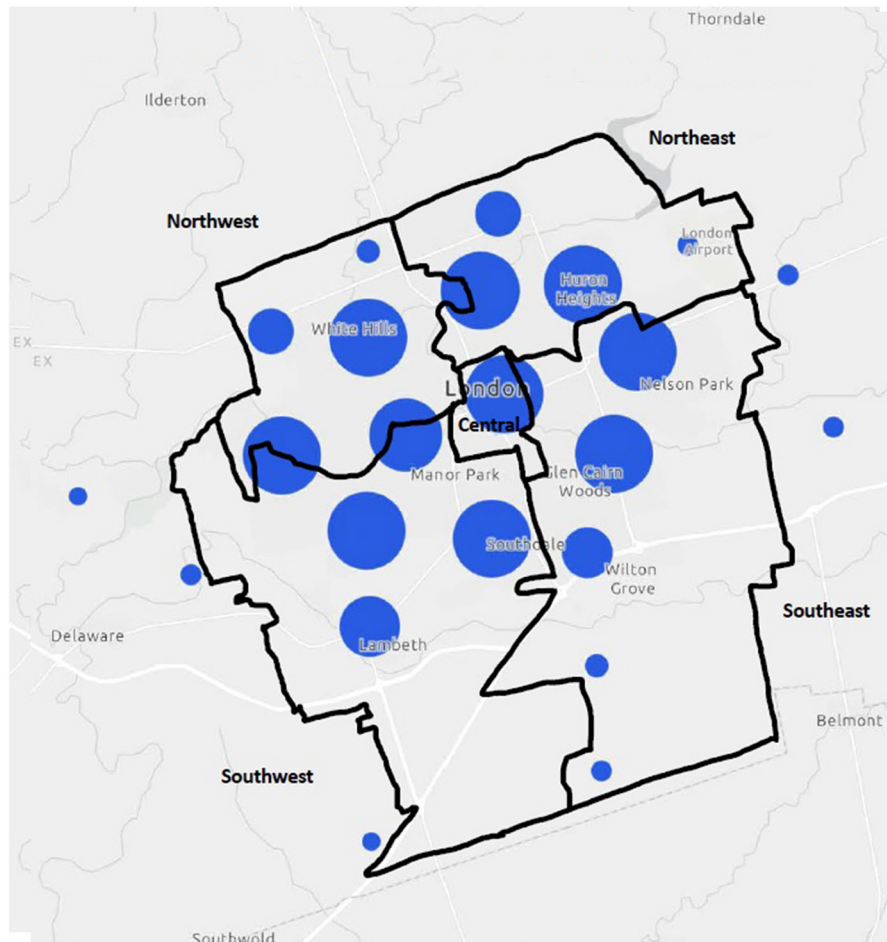 Thorndale
Ilderton
Northeast
Northwest
London
Airport
Huron
Heights
White Hills
EX
EX
Nelson Park
London
Central
Manor Park
Glen Cairn
Woods
Southdale
Wilton
Grove
Southeast
Delaware
Lambeth
Belmont
Southwest
Southwold